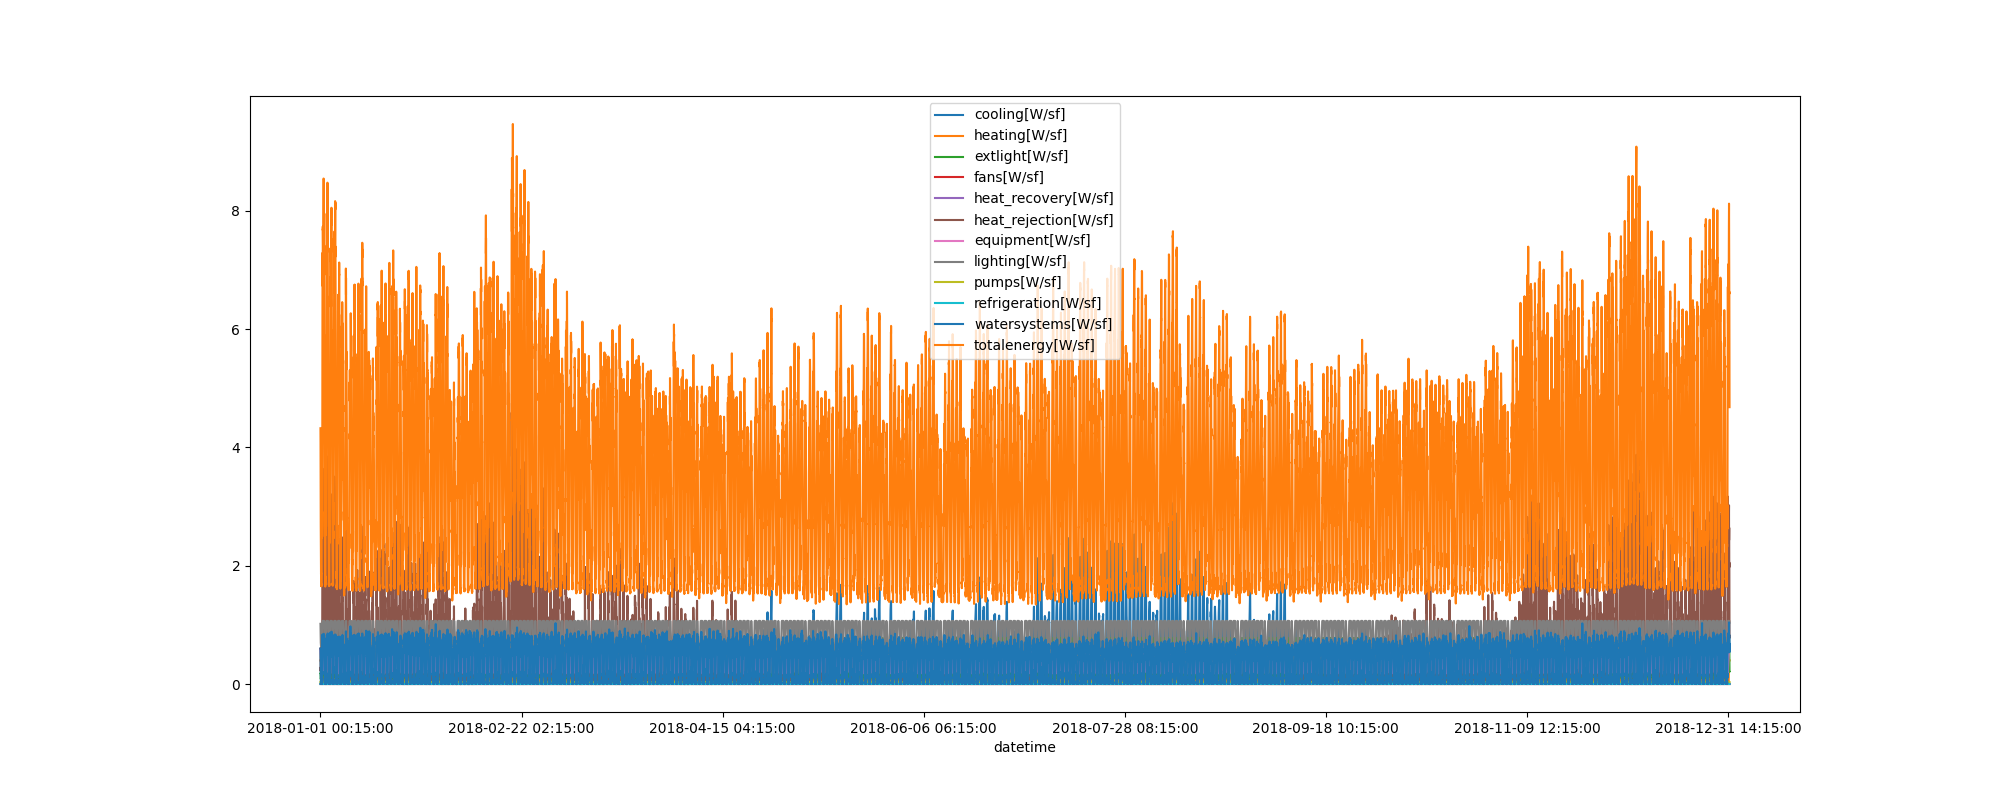 cooling[W/sf]
heating[W/sf]
extlight[W/sf]
fans[W/sf]
heat_recovery[W/sf]
heat_rejection[W/sf]
equipment[W/sf]
lighting[W/sf]
pumps[W/sf]
refrigeration[W/sf]
watersystems[W/sf]
totalenergy[W/sf]
8
6
4
2
0
2018-01-01 00:15:00 2018-02-22 02:15:00 2018-04-15 04:15:00 2018-06-06 06:15:00 2018-07-28 08:15:00 2018-09-18 10:15:00 2018-11-09 12:15:00 2018-12-31 14:15:00
datetime